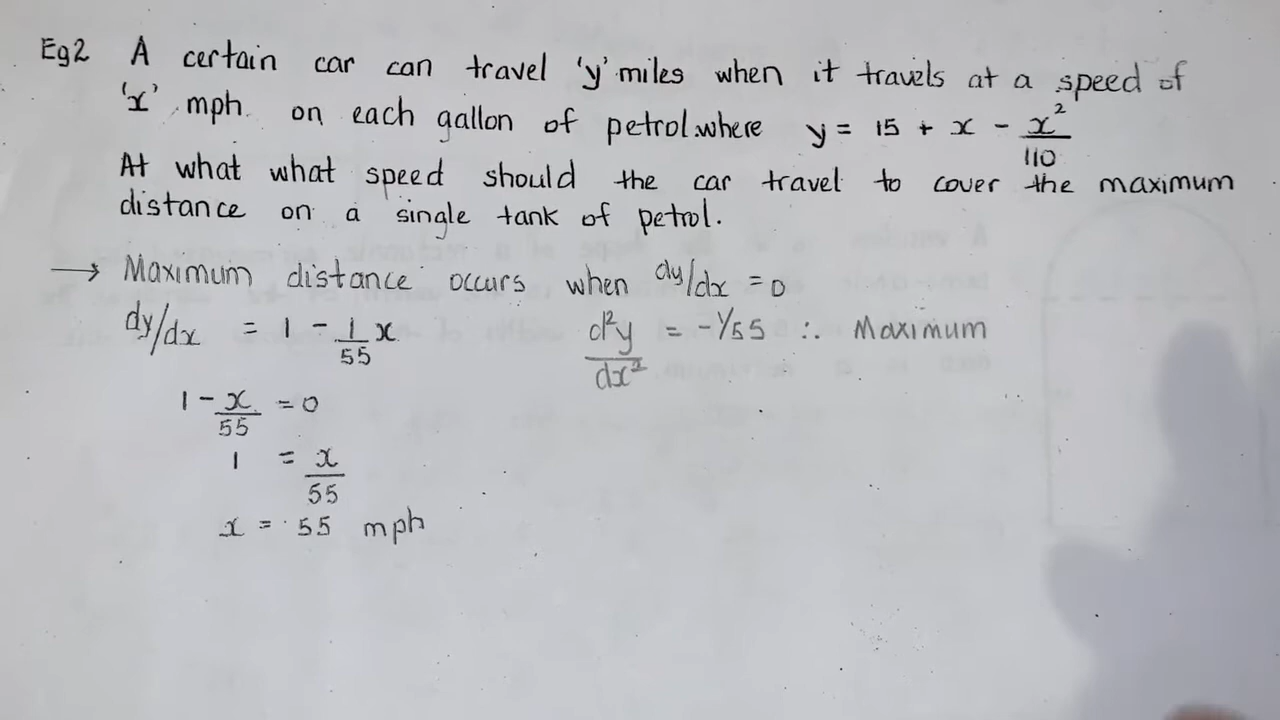 Eg2 A certain car can travel 'y' miles when it travels at a speed of
'x' mph on each gallon of petrol.where y = 15 + x - x²/110
At what what speed should the car travel to cover the maximum
distance on a single tank of petrol.
→ Maximum distance occurs when dy/dx = 0
dy/dx = 1 - 1/55 x d²y/dx² = -1/55 ∴ Maximum
1 - x/55 = 0
1 = x/55
x = 55 mph